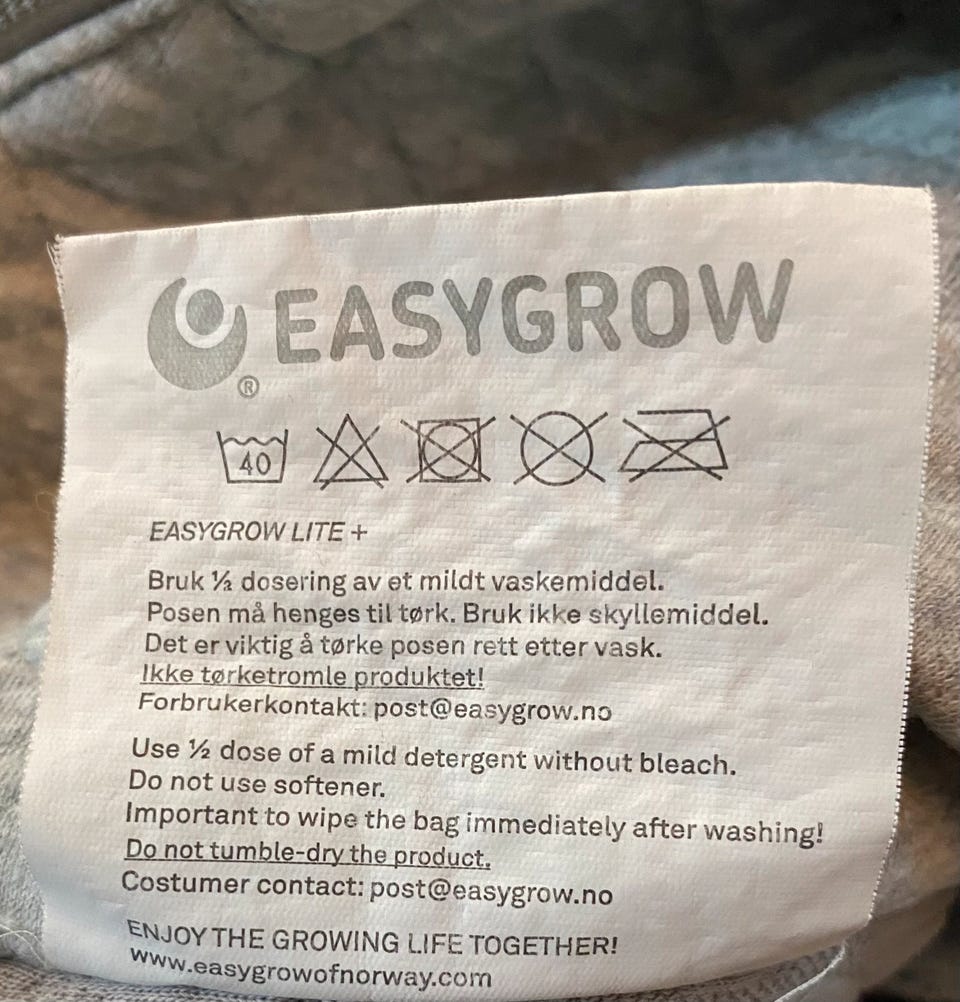 EASYGROW
®
40
EASYGROW LITE +
Bruk ½ dosering av et mildt vaskemiddel.
Posen må henges til tørk. Bruk ikke skyllemiddel.
Det er viktig å tørke posen rett etter vask.
Ikke tørketromle produktet!
Forbrukerkontakt: post@easygrow.no
Use ½ dose of a mild detergent without bleach.
Do not use softener.
Important to wipe the bag immediately after washing!
Do not tumble-dry the product.
Costumer contact: post@easygrow.no
ENJOY THE GROWING LIFE TOGETHER!
www.easygrowofnorway.com